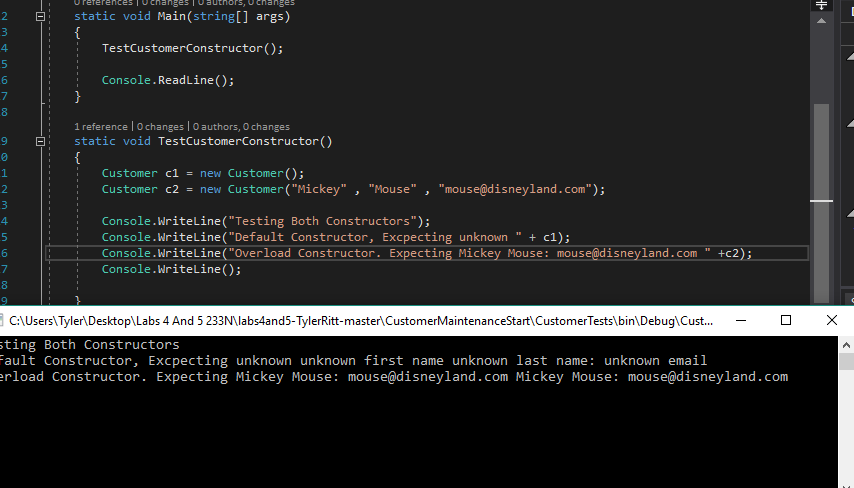 0 references | 0 changes | 0 authors, 0 changes
2 static void Main(string[] args)
3 {
4 TestCustomerConstructor();
5
6 Console.ReadLine();
7 }
8
1 reference | 0 changes | 0 authors, 0 changes
9 static void TestCustomerConstructor()
0 {
1 Customer c1 = new Customer();
2 Customer c2 = new Customer("Mickey" , "Mouse" , "mouse@disneyland.com");
3
4 Console.WriteLine("Testing Both Constructors");
5 Console.WriteLine("Default Constructor, Excpecting unknown " + c1);
6 Console.WriteLine("Overload Constructor. Expecting Mickey Mouse: mouse@disneyland.com " +c2);
7 Console.WriteLine();
8
9 }
C:\Users\Tyler\Desktop\Labs 4 And 5 233N\labs4and5-TylerRitt-master\CustomerMaintenanceStart\CustomerTests\bin\Debug\Cust...
sting Both Constructors
fault Constructor, Excpecting unknown unknown first name unknown last name: unknown email
erload Constructor. Expecting Mickey Mouse: mouse@disneyland.com Mickey Mouse: mouse@disneyland.com